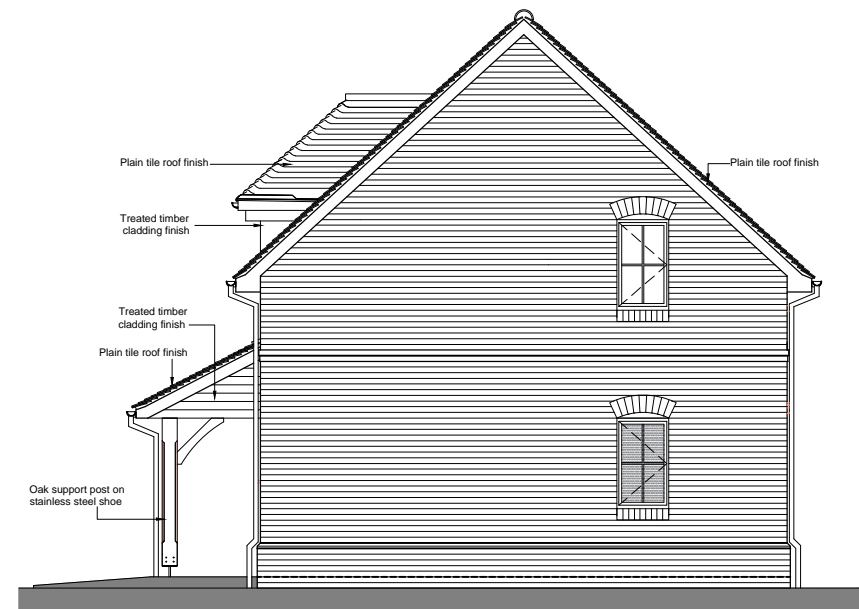 Plain tile roof finish
Plain tile roof finish
Treated timber
cladding finish
Treated timber
cladding finish
Plain tile roof finish
Oak support post on
stainless steel shoe